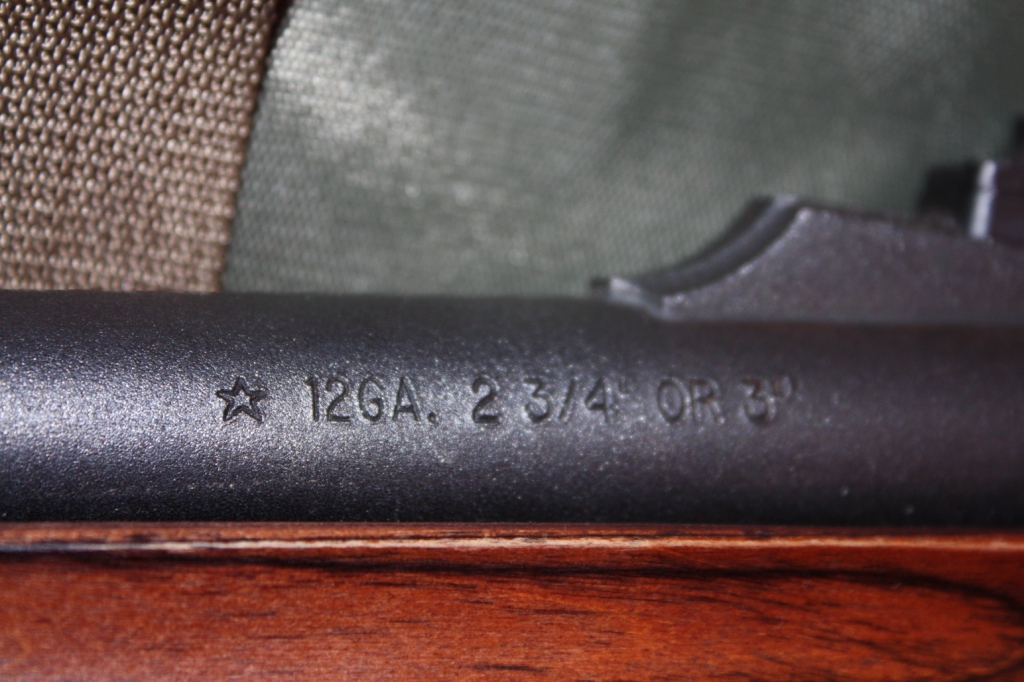 ☆ 12GA. 2 3/4" OR 3"